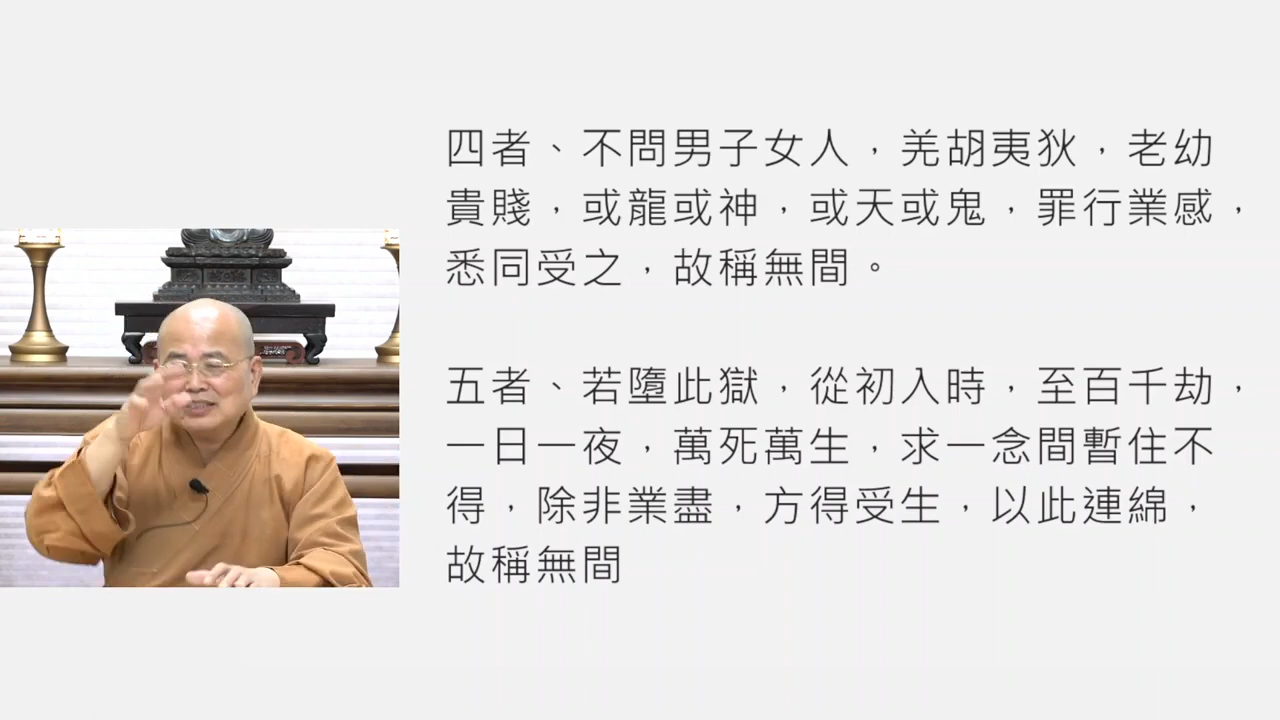 四者、不問男子女人，羌胡夷狄，老幼
貴賤，或龍或神，或天或鬼，罪行業感，
悉同受之，故稱無間。
五者、若墮此獄，從初入時，至百千劫，
一日一夜，萬死萬生，求一念間暫住不
得，除非業盡，方得受生，以此連綿，
故稱無間